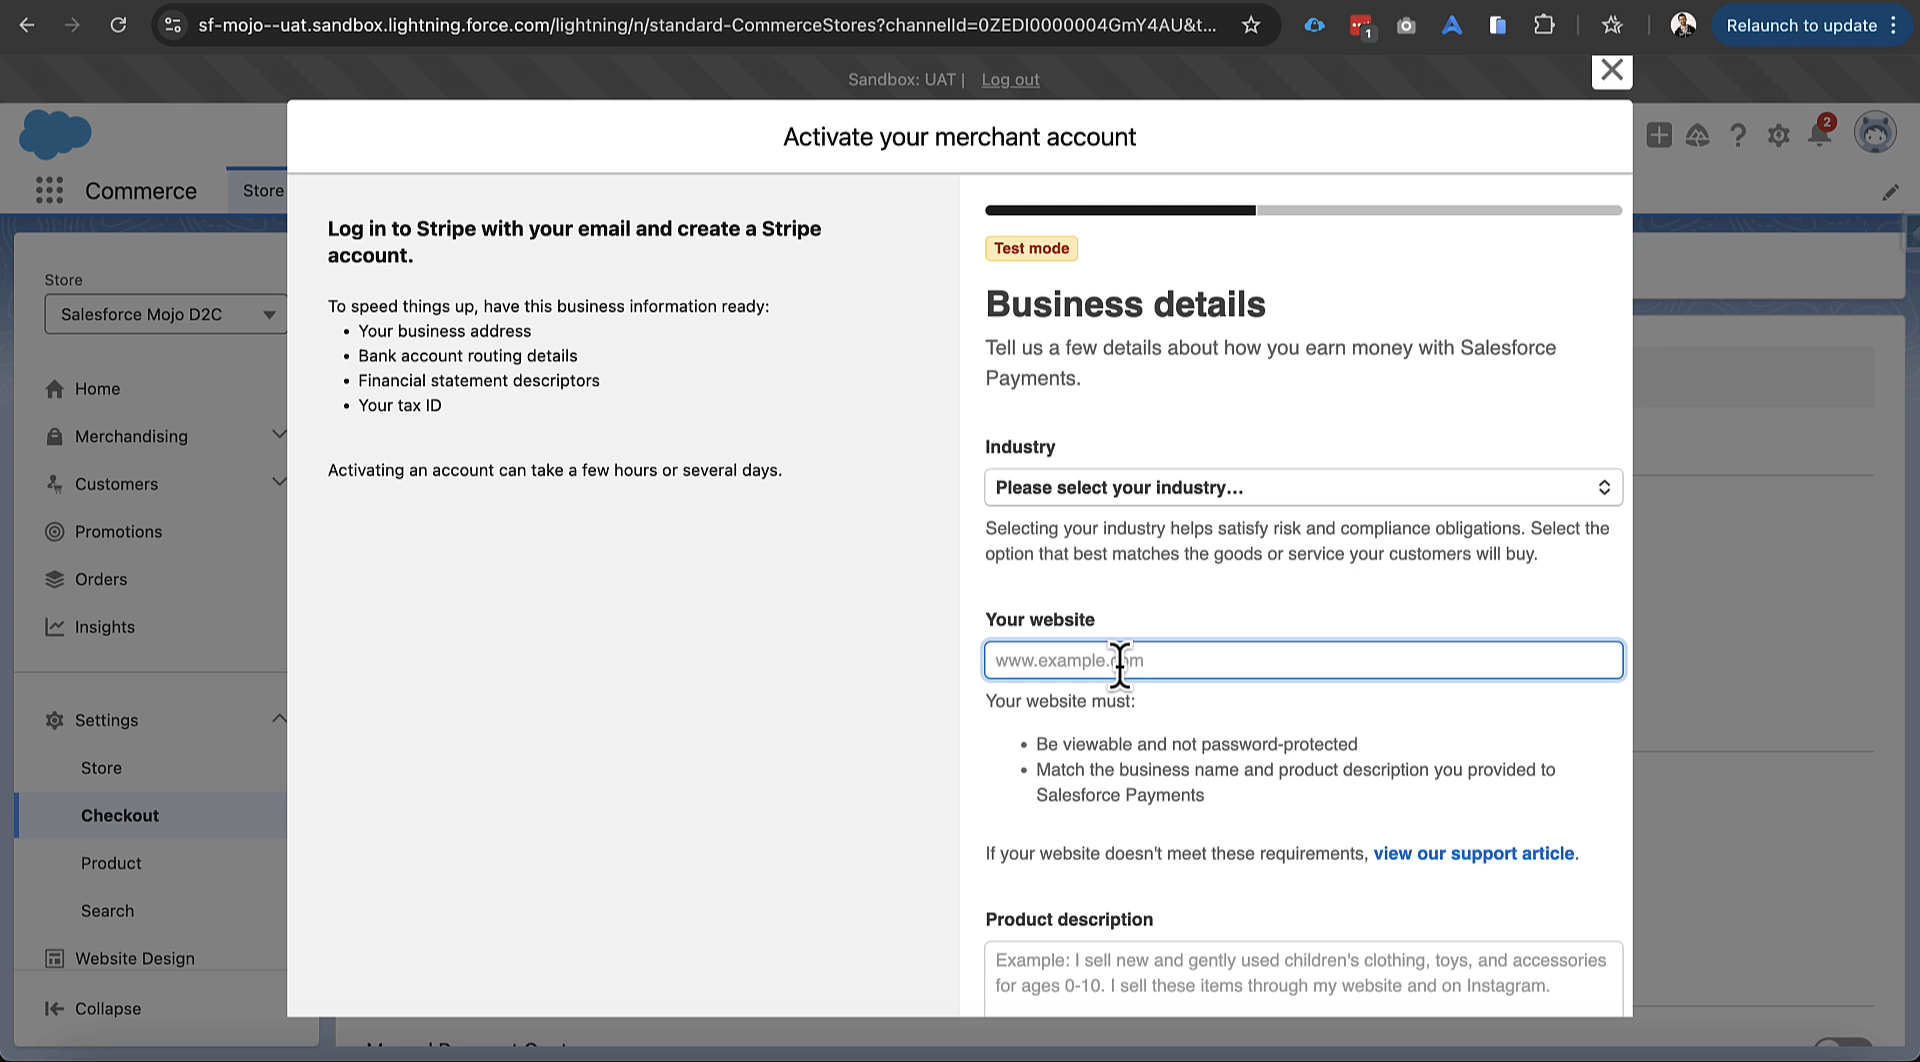 sf-mojo--uat.sandbox.lightning.force.com/lightning/n/standard-CommerceStores?channelId=0ZEDI0000004GmY4AU&t...
1
Relaunch to update
Sandbox: UAT |
Log out
Activate your merchant account
2
Commerce
Store
Log in to Stripe with your email and create a Stripe
account.
To speed things up, have this business information ready:
• Your business address
• Bank account routing details
• Financial statement descriptors
• Your tax ID
Activating an account can take a few hours or several days.
Store
Salesforce Mojo D2C
Home
Merchandising
Customers
Promotions
Orders
Insights
Settings
Store
Checkout
Product
Search
Website Design
Collapse
Test mode
Business details
Tell us a few details about how you earn money with Salesforce
Payments.
Industry
Please select your industry...
Selecting your industry helps satisfy risk and compliance obligations. Select the
option that best matches the goods or service your customers will buy.
Your website
www.example.com
Your website must:
• Be viewable and not password-protected
• Match the business name and product description you provided to
Salesforce Payments
If your website doesn't meet these requirements, view our support article.
Product description
Example: I sell new and gently used children's clothing, toys, and accessories
for ages 0-10. I sell these items through my website and on Instagram.